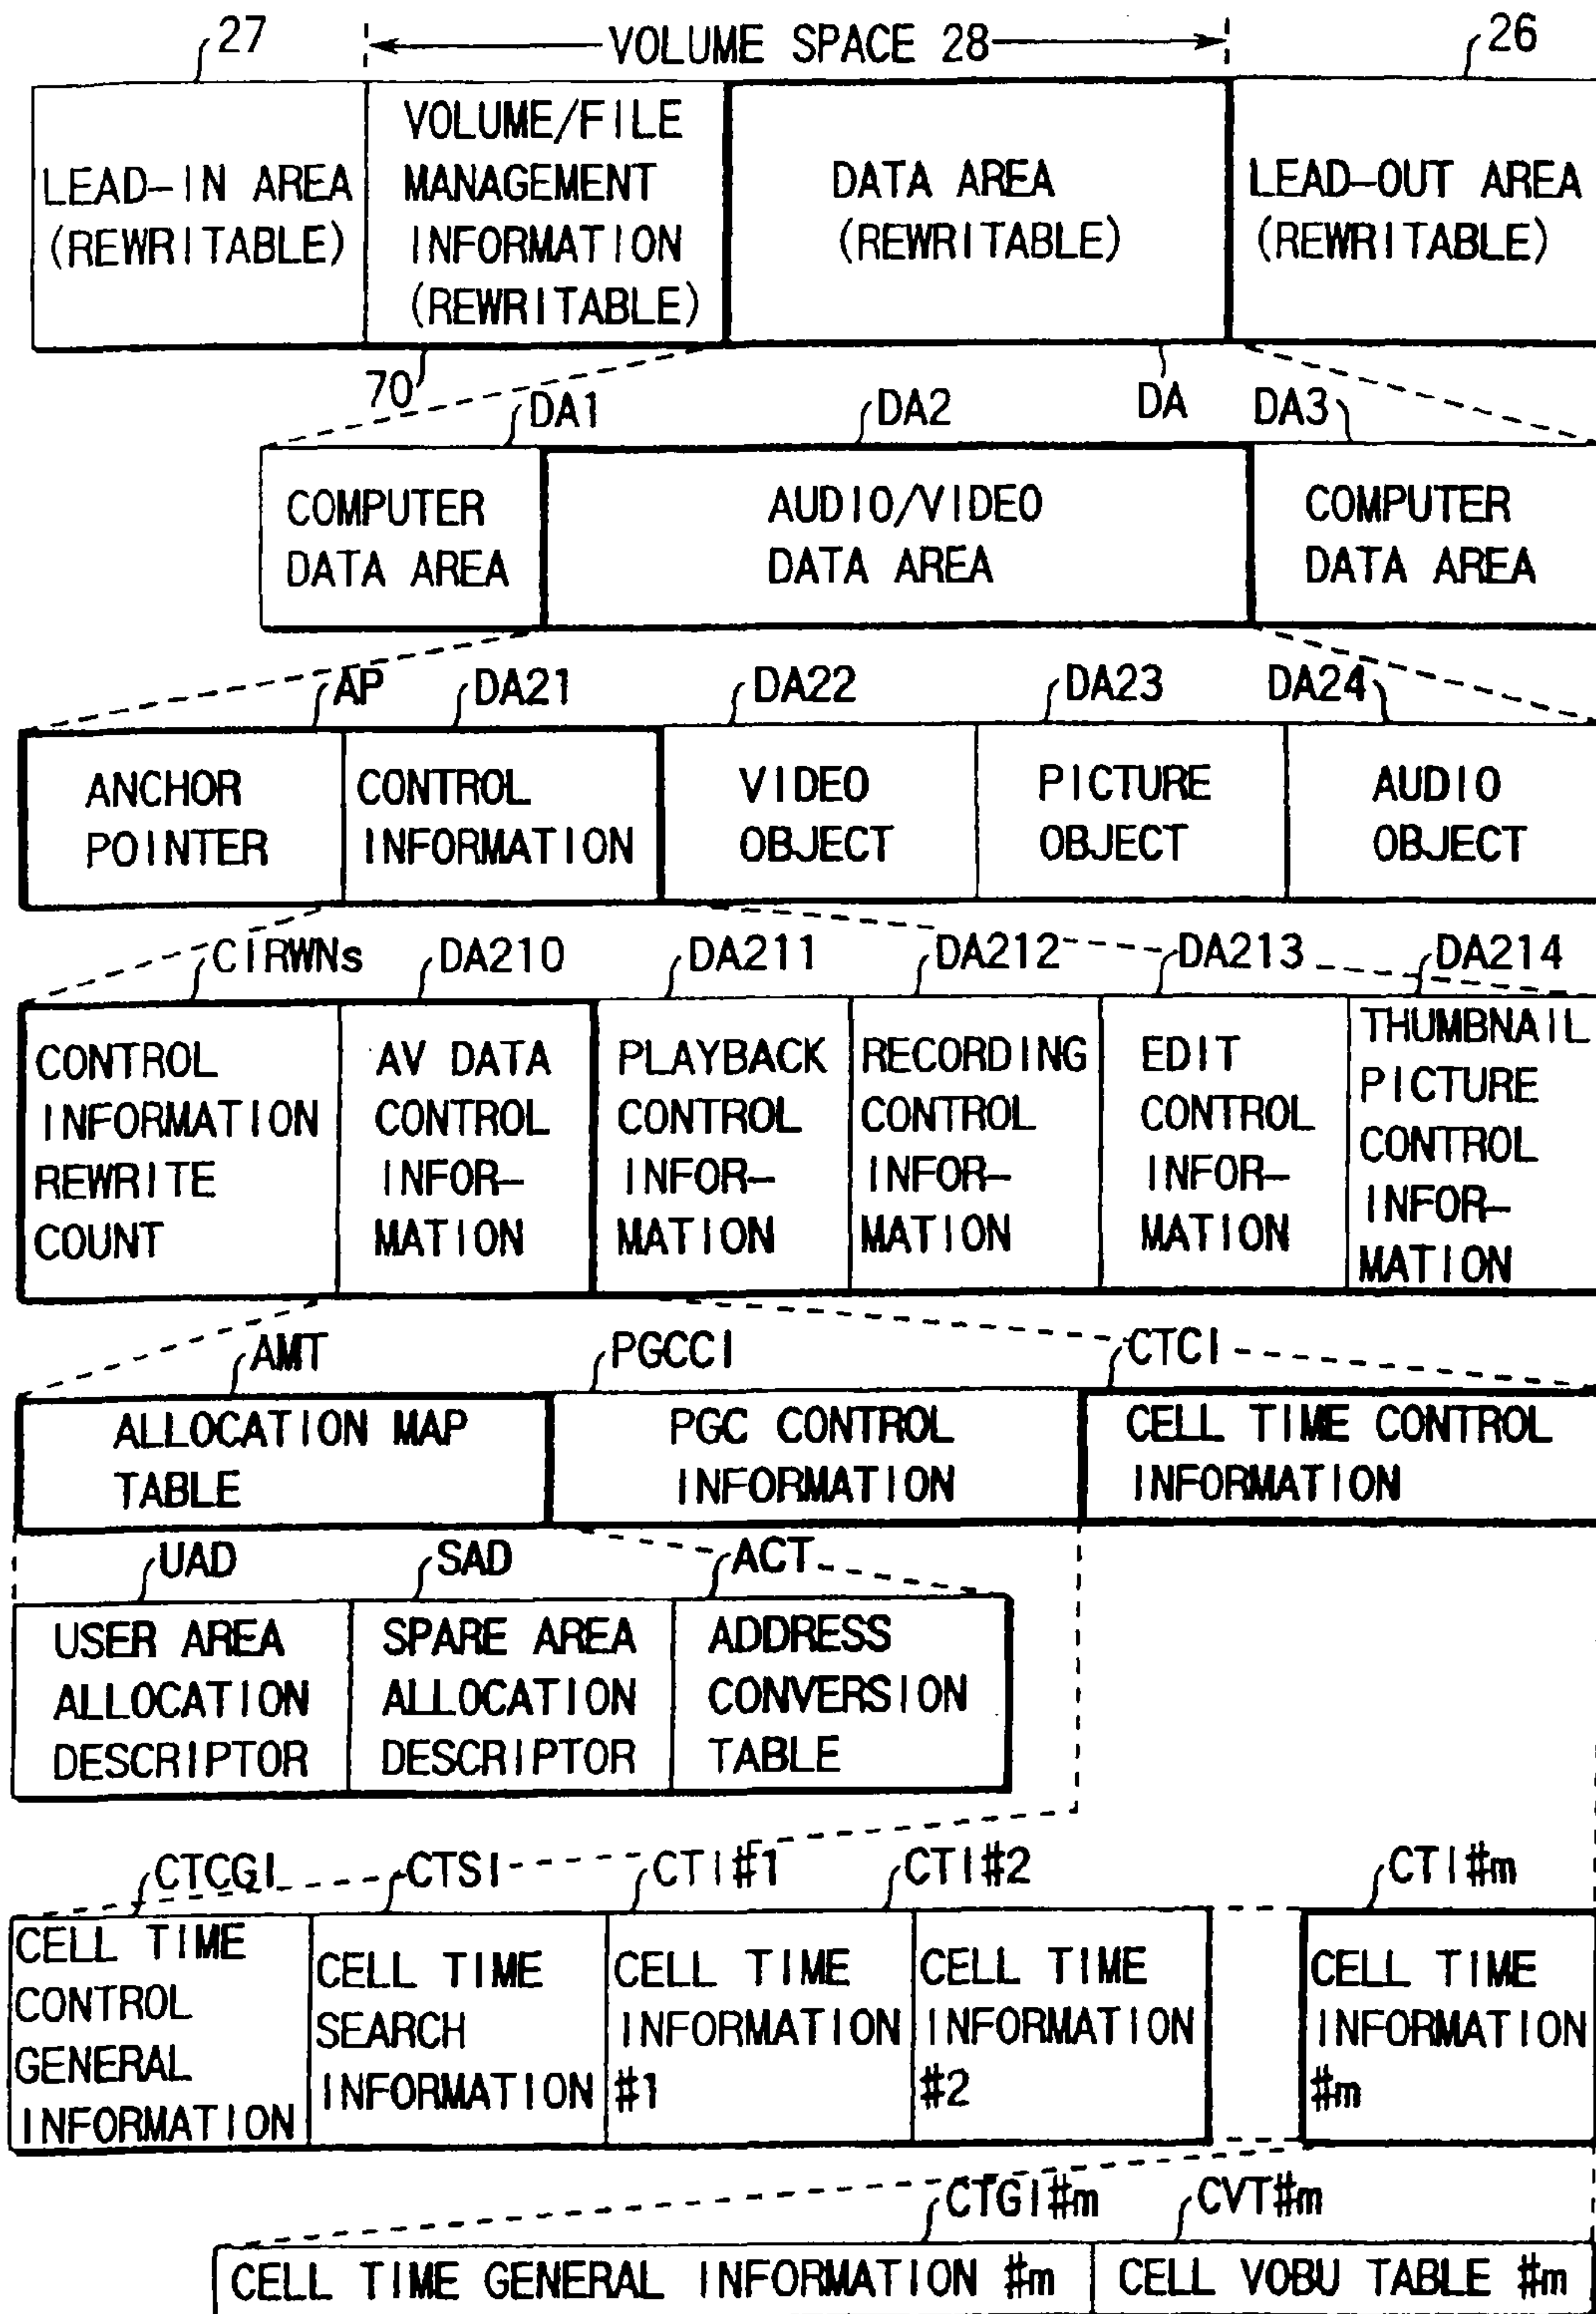 27
VOLUME SPACE 28
26
LEAD-IN AREA
(REWRITABLE)
VOLUME/FILE
MANAGEMENT
INFORMATION
(REWRITABLE)
DATA AREA
(REWRITABLE)
LEAD-OUT AREA
(REWRITABLE)
70
DA1
DA2
DA
DA3
COMPUTER
DATA AREA
AUDIO/VIDEO
DATA AREA
COMPUTER
DATA AREA
AP
DA21
DA22
DA23
DA24
ANCHOR
POINTER
CONTROL
INFORMATION
VIDEO
OBJECT
PICTURE
OBJECT
AUDIO
OBJECT
CIRWNs
DA210
DA211
DA212
DA213
DA214
CONTROL
INFORMATION
REWRITE
COUNT
AV DATA
CONTROL
INFOR-
MATION
PLAYBACK
CONTROL
INFOR-
MATION
RECORDING
CONTROL
INFOR-
MATION
EDIT
CONTROL
INFOR-
MATION
THUMBNAIL
PICTURE
CONTROL
INFOR-
MATION
AMT
PGCCI
CTCI
ALLOCATION MAP
TABLE
PGC CONTROL
INFORMATION
CELL TIME CONTROL
INFORMATION
UAD
SAD
ACT
USER AREA
ALLOCATION
DESCRIPTOR
SPARE AREA
ALLOCATION
DESCRIPTOR
ADDRESS
CONVERSION
TABLE
CTCGI
CTSI
CTI#1
CTI#2
CTI#m
CELL TIME
CONTROL
GENERAL
INFORMATION
CELL TIME
SEARCH
INFORMATION
CELL TIME
INFORMATION
#1
CELL TIME
INFORMATION
#2
CELL TIME
INFORMATION
#m
CTGI#m
CVT#m
CELL TIME GENERAL INFORMATION #m
CELL VOBU TABLE #m